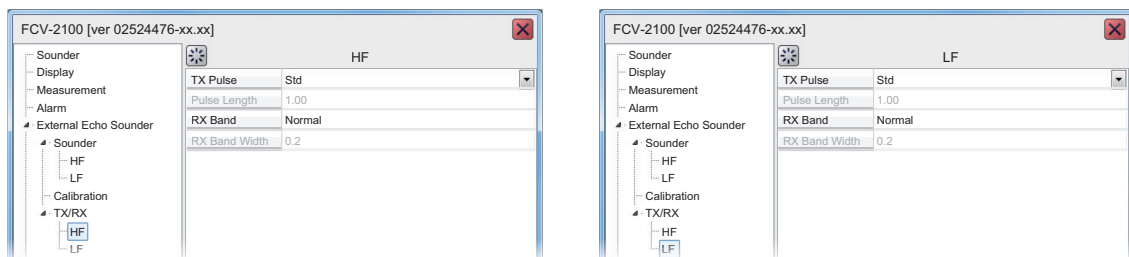 FCV-2100 [ver 02524476-xx.xx]
HF
Sounder
Display
Measurement
Alarm
External Echo Sounder
Sounder
HF
LF
Calibration
TX/RX
HF
LF
TX Pulse Std
Pulse Length 1.00
RX Band Normal
RX Band Width 0.2
FCV-2100 [ver 02524476-xx.xx]
LF
Sounder
Display
Measurement
Alarm
External Echo Sounder
Sounder
HF
LF
Calibration
TX/RX
HF
LF
TX Pulse Std
Pulse Length 1.00
RX Band Normal
RX Band Width 0.2